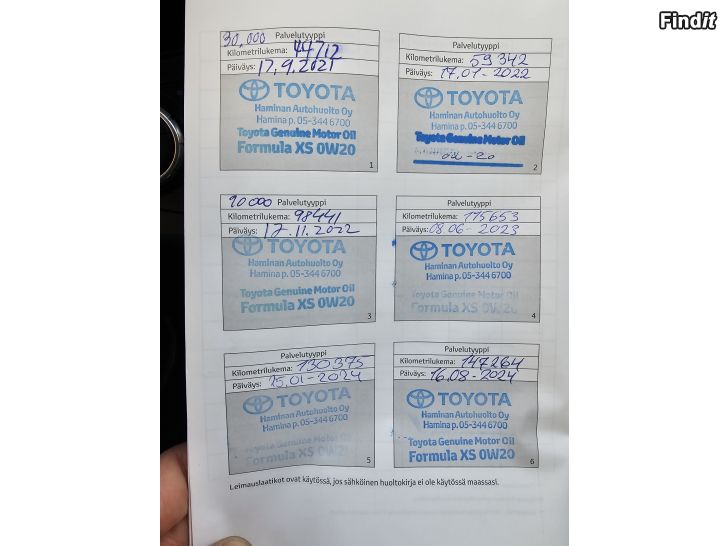 Findit
30,000 Palvelutyyppi
Kilometrilukema: 44712
Päiväys: 17.9.2021
TOYOTA
Haminan Autohuolto Oy
Hamina p. 05-344 6700
Toyota Genuine Motor Oil
Formula XS 0W20
1
Palvelutyyppi
Kilometrilukema: 59342
Päiväys: 17.01-2022
TOYOTA
Haminan Autohuolto Oy
Hamina p. 05-344 6700
Toyota Genuine Motor Oil
2
90000 Palvelutyyppi
Kilometrilukema: 98441
Päiväys: 17.11.2022
TOYOTA
Haminan Autohuolto Oy
Hamina p. 05-344 6700
Toyota Genuine Motor Oil
Formula XS 0W20
3
Palvelutyyppi
Kilometrilukema: 115653
Päiväys: 08.06-2023
TOYOTA
Haminan Autohuolto Oy
Hamina p. 05-344 6700
Toyota Genuine Motor Oil
Formula XS 0W20
4
Palvelutyyppi
Kilometrilukema: 130375
Päiväys: 25.01-2024
TOYOTA
Haminan Autohuolto Oy
Hamina p. 05-344 6700
Toyota Genuine Motor Oil
Formula XS 0W20
5
Palvelutyyppi
Kilometrilukema: 147264
Päiväys: 16.08-2024
TOYOTA
Haminan Autohuolto Oy
Hamina p. 05-344 6700
Toyota Genuine Motor Oil
Formula XS 0W20
6
Leimauslaatikot ovat käytössä, jos sähköinen huoltokirja ei ole käytössä maassasi.